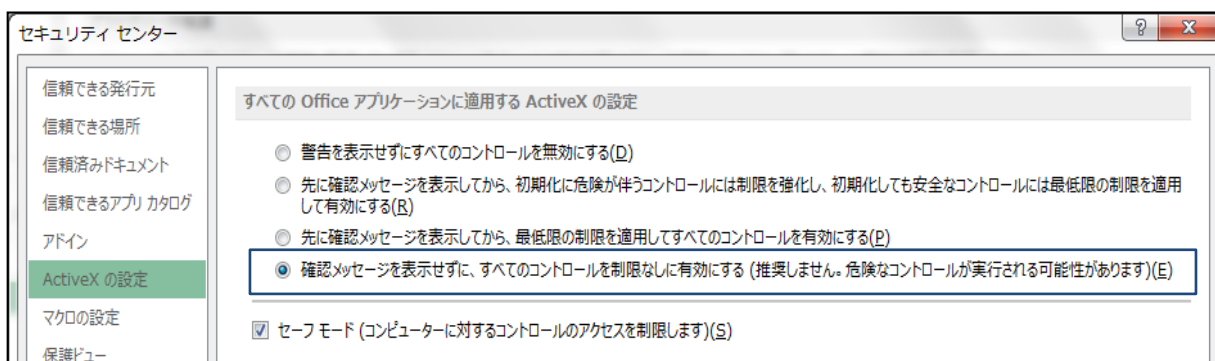 セキュリティ センター
信頼できる発行元
信頼できる場所
信頼済みドキュメント
信頼できるアプリ カタログ
アドイン
ActiveX の設定
マクロの設定
保護ビュー
すべての Office アプリケーションに適用する ActiveX の設定
警告を表示せずにすべてのコントロールを無効にする(D)
先に確認メッセージを表示してから、初期化に危険が伴うコントロールには制限を強化し、初期化しても安全なコントロールには最低限の制限を適用
して有効にする(R)
先に確認メッセージを表示してから、最低限の制限を適用してすべてのコントロールを有効にする(P)
確認メッセージを表示せずに、すべてのコントロールを制限なしに有効にする (推奨しません。危険なコントロールが実行される可能性があります)(E)
セーフ モード (コンピューターに対するコントロールのアクセスを制限します)(S)